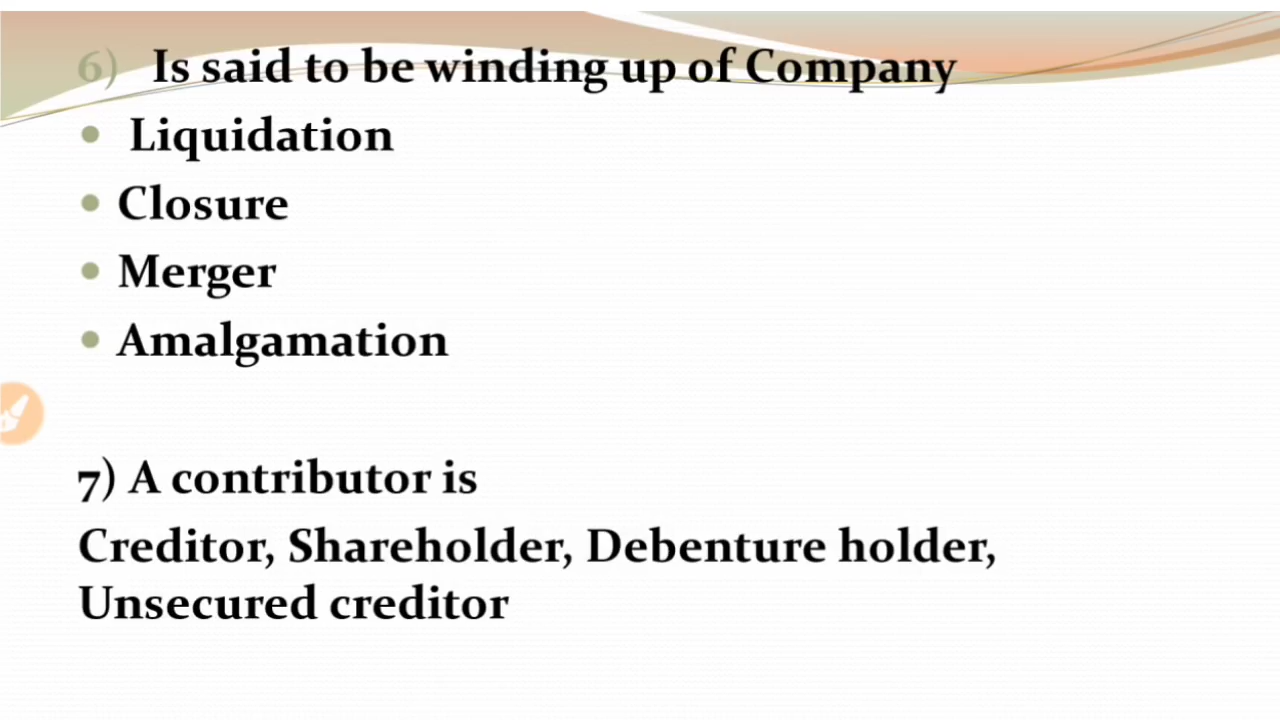 6) Is said to be winding up of Company
Liquidation
Closure
Merger
Amalgamation
7) A contributor is
Creditor, Shareholder, Debenture holder,
Unsecured creditor